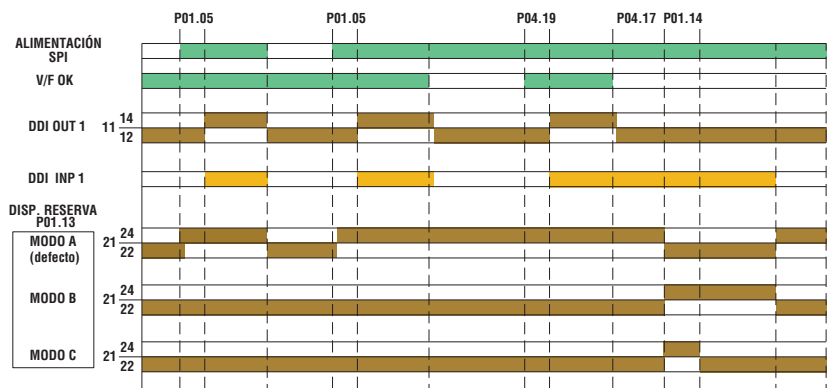 P01.05 P01.05 P04.19 P04.17 P01.14
ALIMENTACIÓN
SPI
V/F OK
DDI OUT 1 11 14
12
DDI INP 1
DISP. RESERVA
P01.13
MODO A
(defecto)
21 24
22
MODO B 21 24
22
MODO C 21 24
22